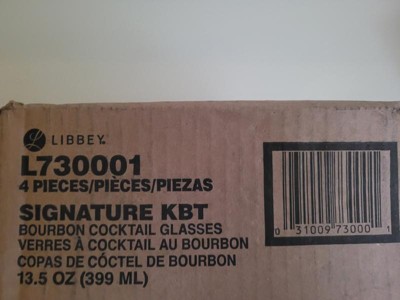 LIBBEY
L730001
4 PIECES/PIÈCES/PIEZAS
SIGNATURE KBT
BOURBON COCKTAIL GLASSES
VERRES À COCKTAIL AU BOURBON
COPAS DE CÓCTEL DE BOURBON
13.5 OZ (399 ML)
0 31009 73000 1